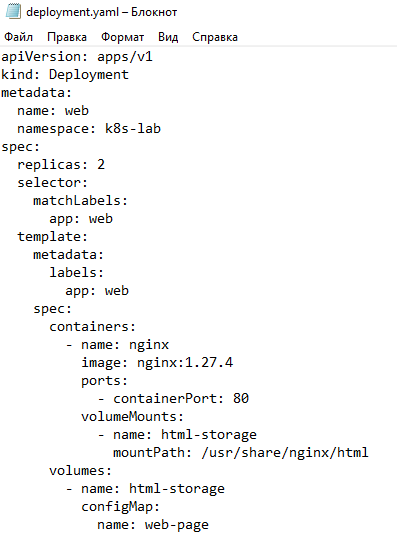 deployment.yaml – Блокнот
Файл Правка Формат Вид Справка
apiVersion: apps/v1
kind: Deployment
metadata:
  name: web
  namespace: k8s-lab
spec:
  replicas: 2
  selector:
    matchLabels:
      app: web
  template:
    metadata:
      labels:
        app: web
    spec:
      containers:
        - name: nginx
          image: nginx:1.27.4
          ports:
            - containerPort: 80
          volumeMounts:
            - name: html-storage
              mountPath: /usr/share/nginx/html
      volumes:
        - name: html-storage
          configMap:
            name: web-page